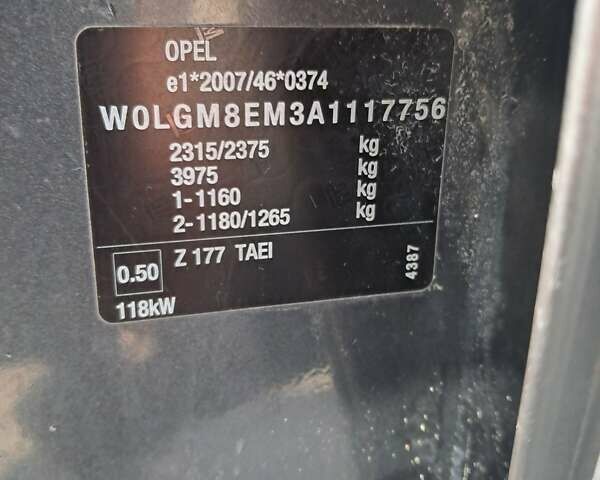 OPEL
e1*2007/46*0374
W0LGM8EM3A1117756
2315/2375 kg
3975 kg
1-1160 kg
2-1180/1265 kg
0.50 Z 177 TAEI 4387
118kW